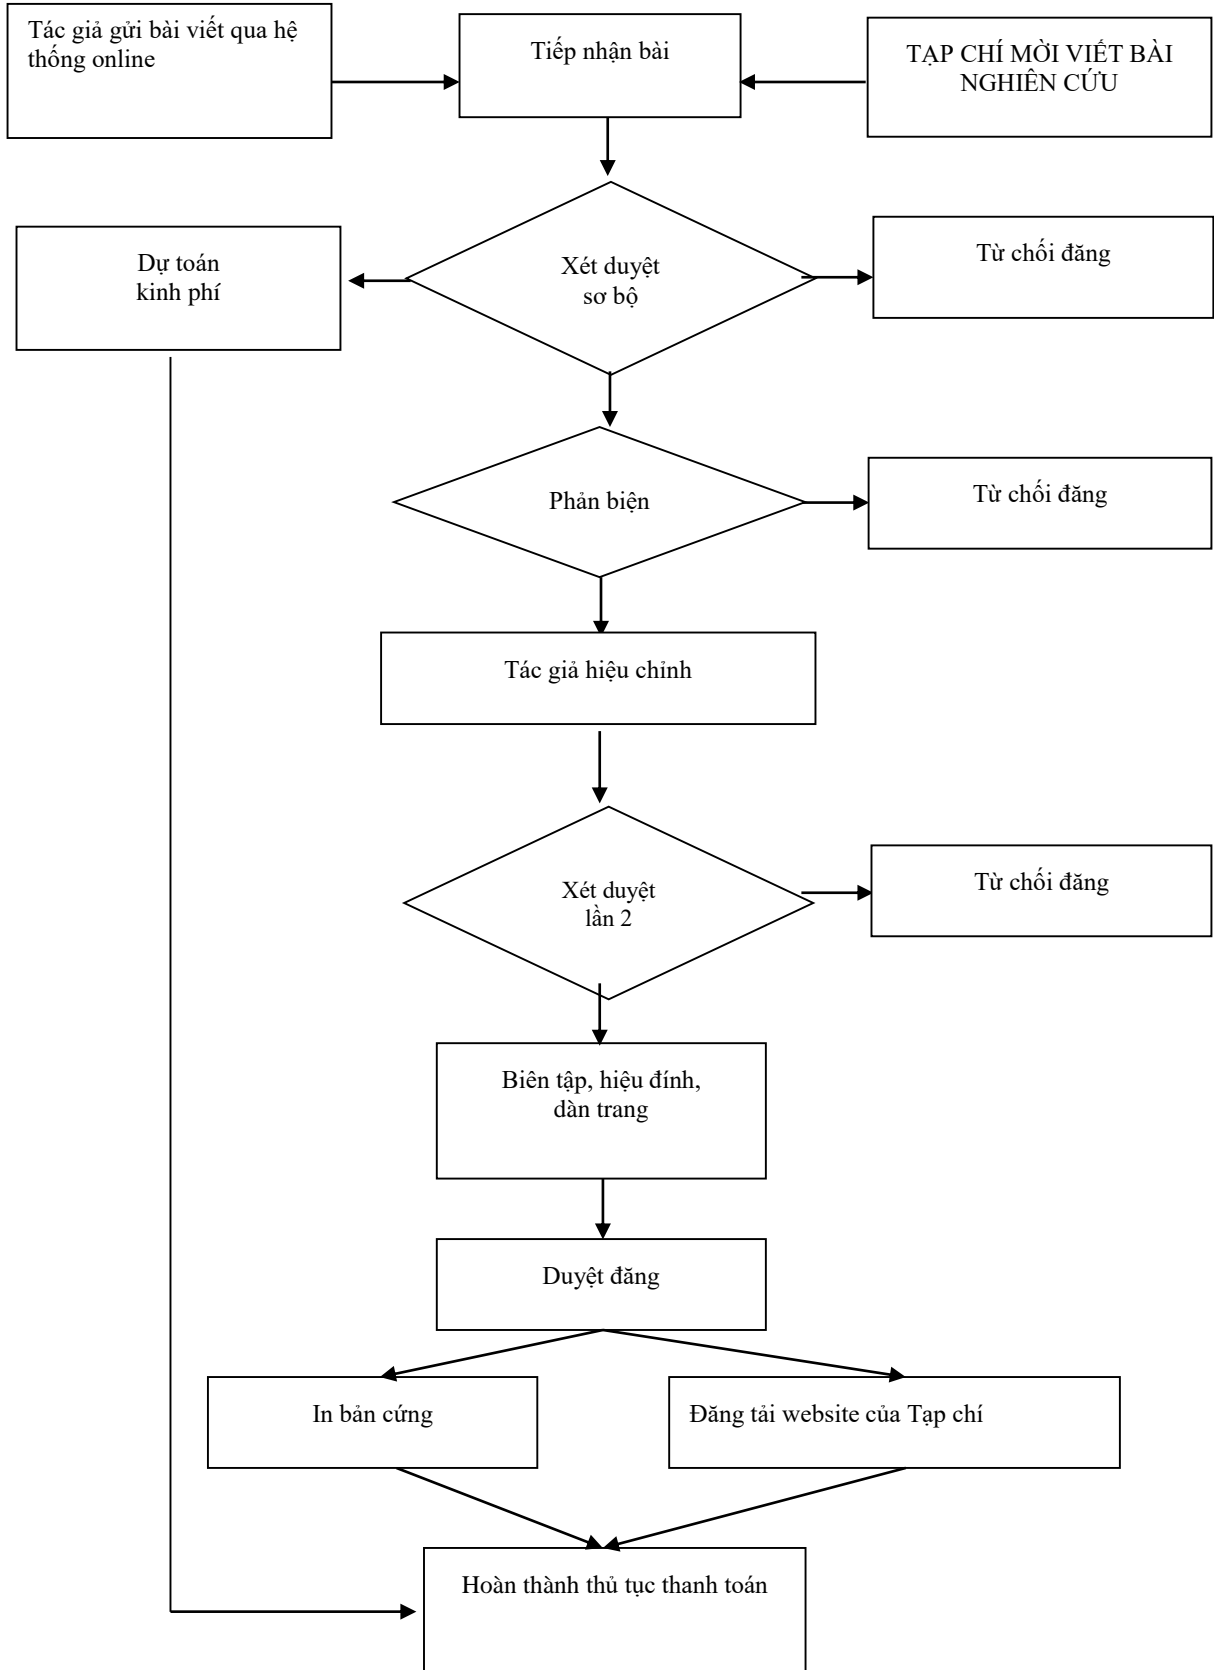 Tác giả gửi bài viết qua hệ
thống online
Tiếp nhận bài
TẠP CHÍ MỜI VIẾT BÀI
NGHIÊN CỨU
Dự toán
kinh phí
Xét duyệt
sơ bộ
Từ chối đăng
Phản biện
Từ chối đăng
Tác giả hiệu chỉnh
Xét duyệt
lần 2
Từ chối đăng
Biên tập, hiệu đính,
dàn trang
Duyệt đăng
In bản cứng
Đăng tải website của Tạp chí
Hoàn thành thủ tục thanh toán